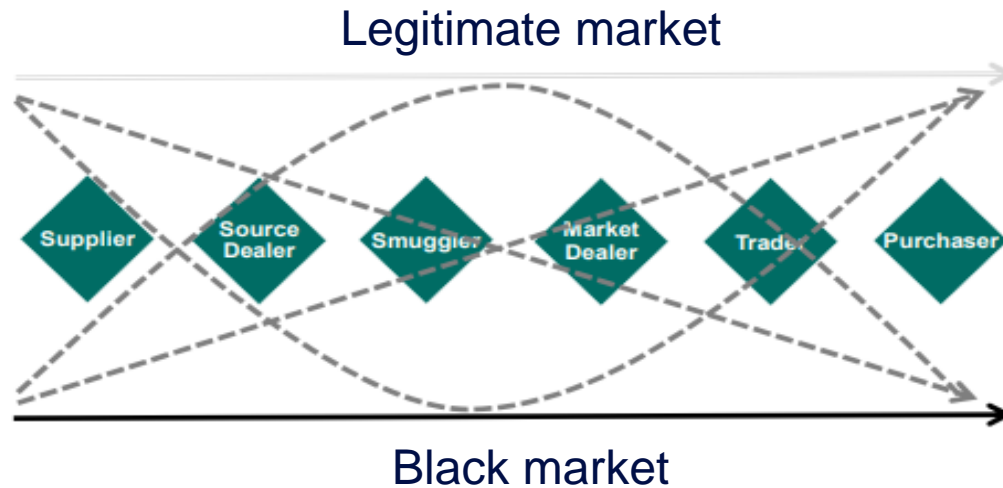 Legitimate market
Supplier
Source
Dealer
Smuggler
Market
Dealer
Trader
Purchaser
Black market